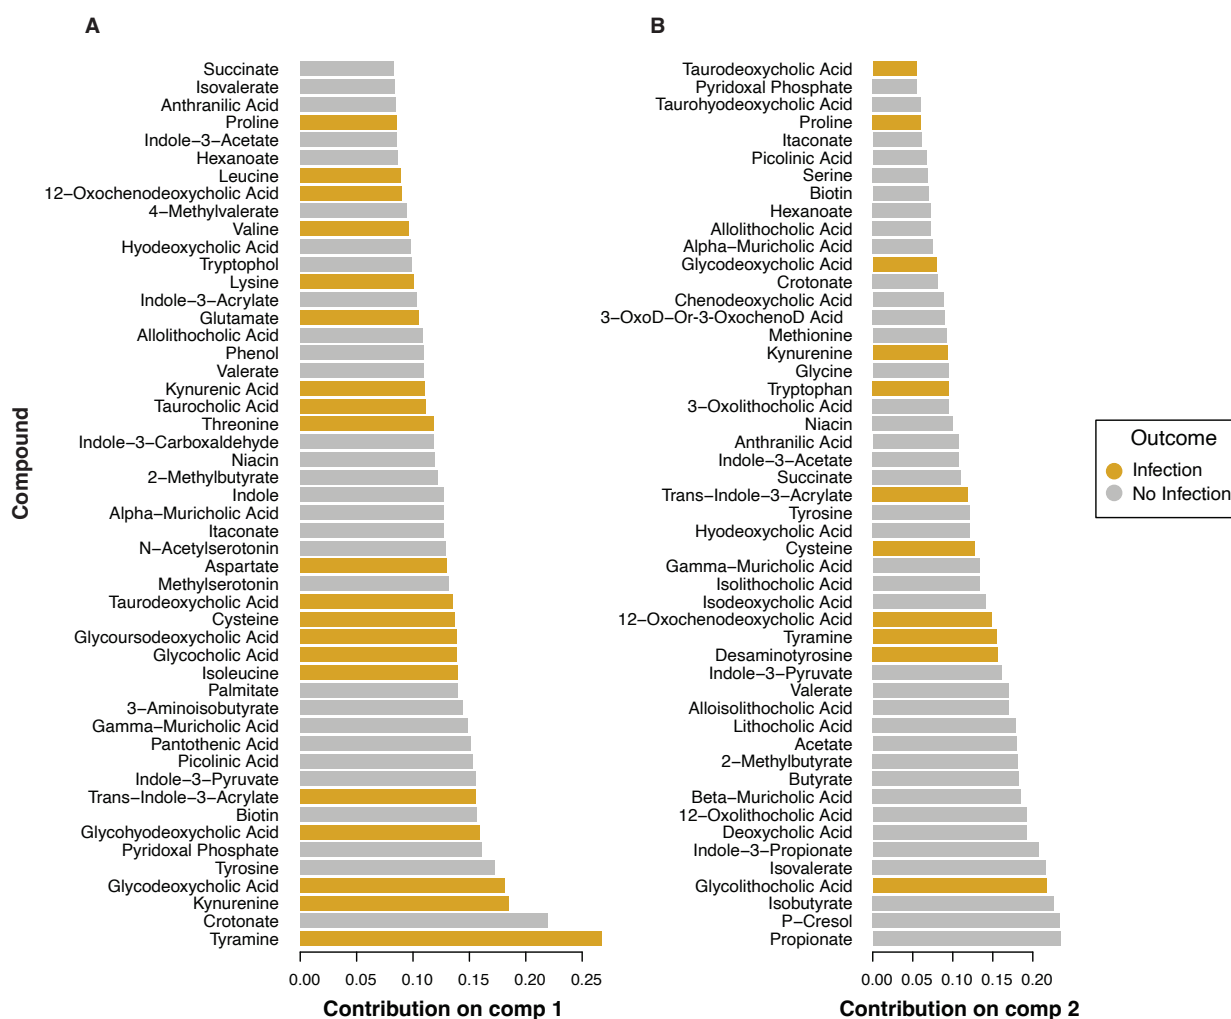 A
Succinate
Isovalerate
Anthranilic Acid
Proline
Indole−3−Acetate
Hexanoate
Leucine
12−Oxochenodeoxycholic Acid
4−Methylvalerate
Valine
Hyodeoxycholic Acid
Tryptophol
Lysine
Indole−3−Acrylate
Glutamate
Allolithocholic Acid
Phenol
Valerate
Kynurenic Acid
Taurocholic Acid
Threonine
Indole−3−Carboxaldehyde
Niacin
2−Methylbutyrate
Indole
Alpha−Muricholic Acid
Itaconate
N−Acetylserotonin
Aspartate
Methylserotonin
Taurodeoxycholic Acid
Cysteine
Glycoursodeoxycholic Acid
Glycocholic Acid
Isoleucine
Palmitate
3−Aminoisobutyrate
Gamma−Muricholic Acid
Pantothenic Acid
Picolinic Acid
Indole−3−Pyruvate
Trans−Indole−3−Acrylate
Biotin
Glycohyodeoxycholic Acid
Pyridoxal Phosphate
Tyrosine
Glycodeoxycholic Acid
Kynurenine
Crotonate
Tyramine
Compound
0.00 0.05 0.10 0.15 0.20 0.25
Contribution on comp 1
B
Taurodeoxycholic Acid
Pyridoxal Phosphate
Taurohyodeoxycholic Acid
Proline
Itaconate
Picolinic Acid
Serine
Biotin
Hexanoate
Allolithocholic Acid
Alpha−Muricholic Acid
Glycodeoxycholic Acid
Crotonate
Chenodeoxycholic Acid
3−OxoD−Or-3-OxochenoD Acid
Methionine
Kynurenine
Glycine
Tryptophan
3−Oxolithocholic Acid
Niacin
Anthranilic Acid
Indole−3−Acetate
Succinate
Trans−Indole−3−Acrylate
Tyrosine
Hyodeoxycholic Acid
Cysteine
Gamma−Muricholic Acid
Isolithocholic Acid
Isodeoxycholic Acid
12−Oxochenodeoxycholic Acid
Tyramine
Desaminotyrosine
Indole−3−Pyruvate
Valerate
Alloisolithocholic Acid
Lithocholic Acid
Acetate
2−Methylbutyrate
Butyrate
Beta−Muricholic Acid
12−Oxolithocholic Acid
Deoxycholic Acid
Indole−3−Propionate
Isovalerate
Glycolithocholic Acid
Isobutyrate
P−Cresol
Propionate
0.00 0.05 0.10 0.15 0.20
Contribution on comp 2
Outcome
Infection
No Infection